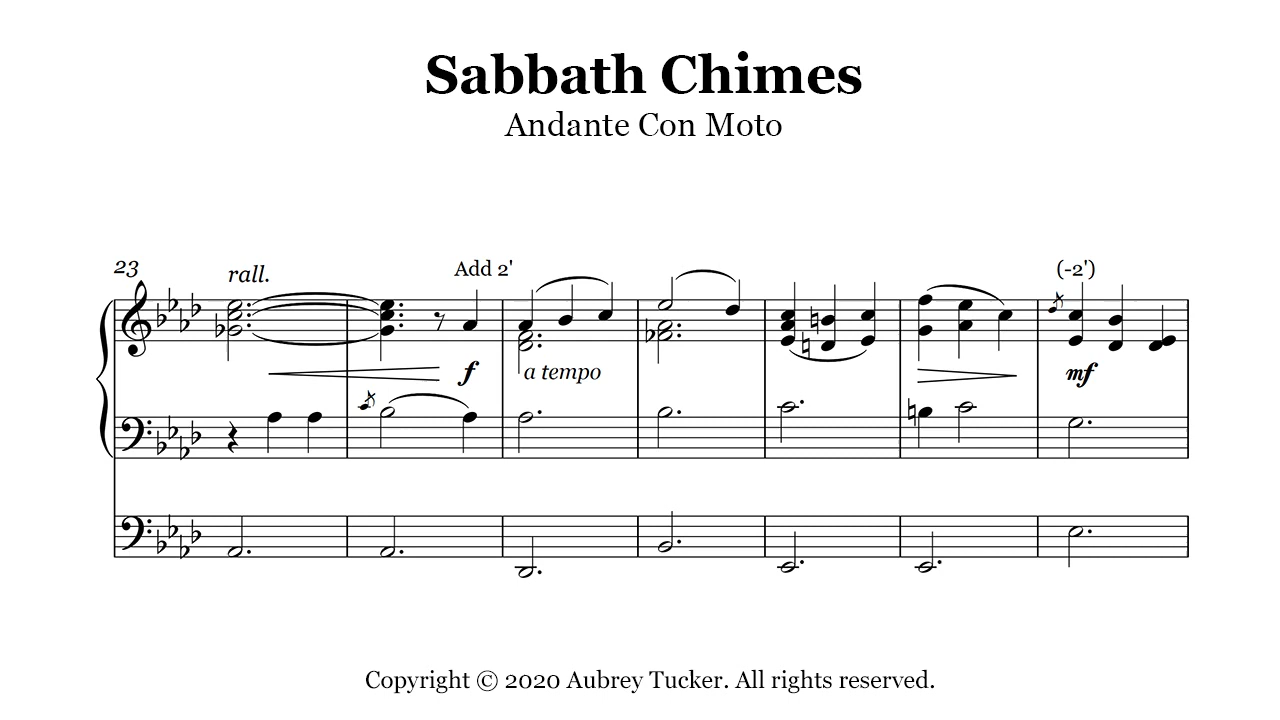 Sabbath Chimes
Andante Con Moto
23
rall.
Add 2'
(-2')
f
a tempo
mf
Copyright © 2020 Aubrey Tucker. All rights reserved.